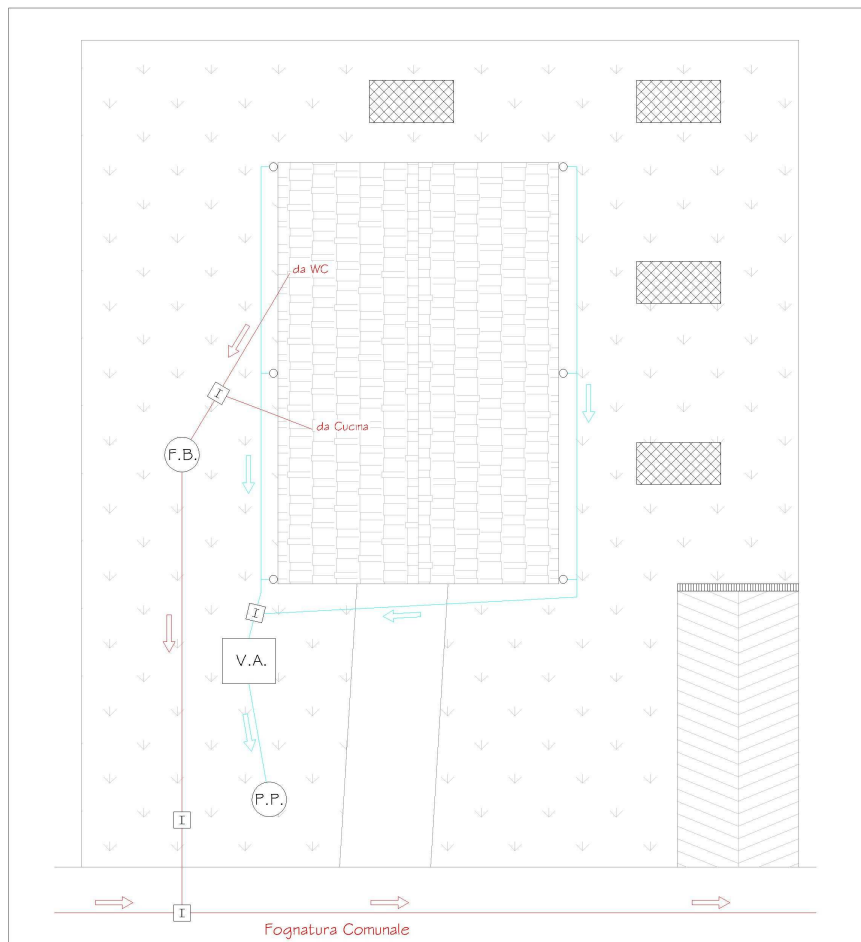 da WC
I
da Cucina
F.B.
I
V.A.
P.P.
I
I
Fognatura Comunale